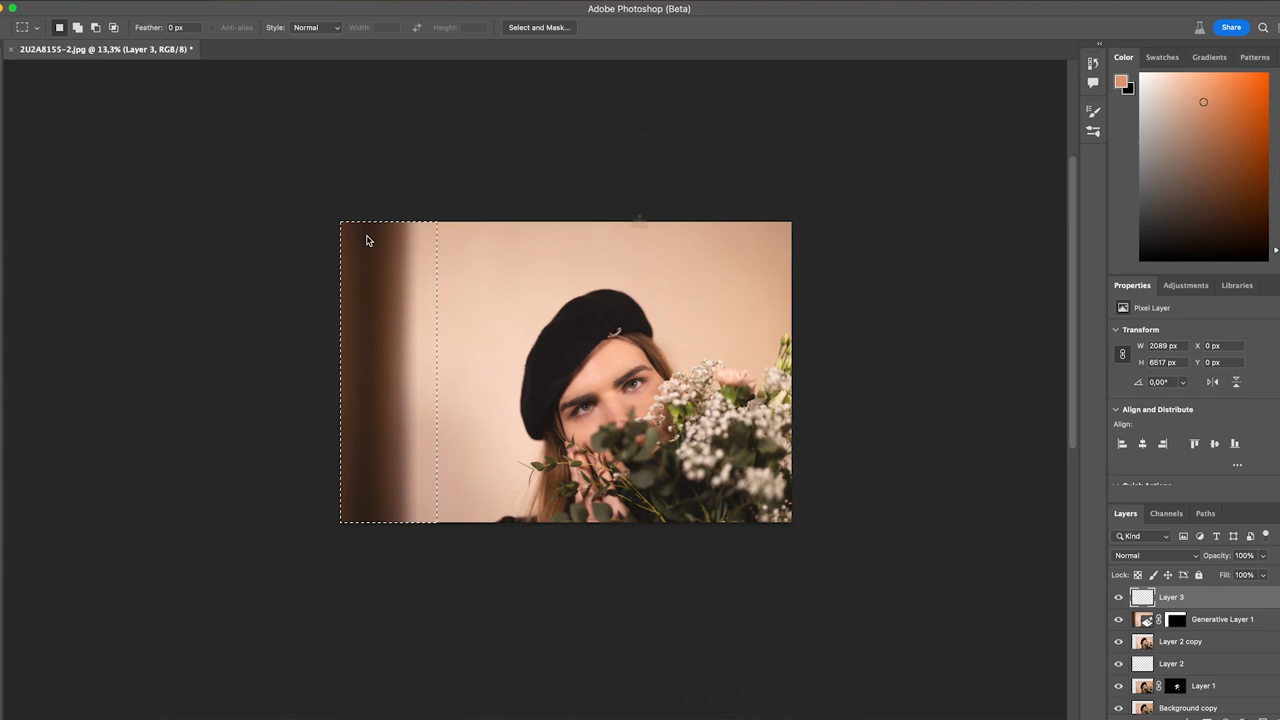 Adobe Photoshop (Beta)
Feather: 0 px Anti-alias Style: Normal Width: Height: Select and Mask... Share
× 2U2A8155-2.jpg @ 13,3% (Layer 3, RGB/8) *
Color Swatches Gradients Patterns
Properties Adjustments Libraries
Pixel Layer
Transform
W 2089 px X 0 px
H 6517 px Y 0 px
0,00°
Align and Distribute
Align:
Layers Channels Paths
Kind
Normal Opacity: 100%
Lock: Fill: 100%
Layer 3
Generative Layer 1
Layer 2 copy
Layer 2
Layer 1
Background copy